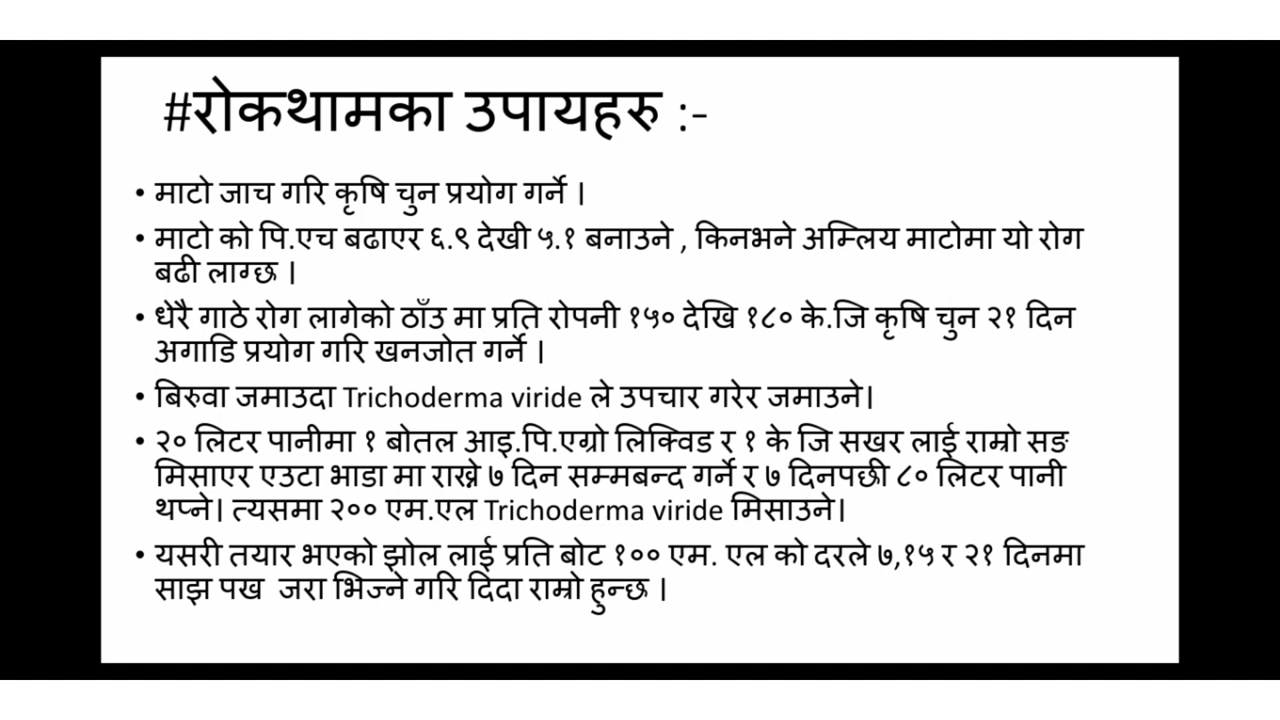 #रोकथामका उपायहरु :-
• माटो जाच गरि कृषि चुन प्रयोग गर्ने ।
• माटो को पि.एच बढाएर ६.९ देखी ५.१ बनाउने , किनभने अम्लिय माटोमा यो रोग
बढी लाग्छ ।
• धेरै गाठे रोग लागेको ठाँउ मा प्रति रोपनी १५० देखि १८० के.जि कृषि चुन २१ दिन
अगाडि प्रयोग गरि खनजोत गर्ने ।
• बिरुवा जमाउदा Trichoderma viride ले उपचार गरेर जमाउने।
• २० लिटर पानीमा १ बोतल आइ.पि.एग्रो लिक्विड र १ के जि सखर लाई राम्रो सङ
मिसाएर एउटा भाडा मा राख्ने ७ दिन सम्मबन्द गर्ने र ७ दिनपछी ८० लिटर पानी
थप्ने। त्यसमा २०० एम.एल Trichoderma viride मिसाउने।
• यसरी तयार भएको झोल लाई प्रति बोट १०० एम. एल को दरले ७,१५ र २१ दिनमा
साझ पख जरा भिज्ने गरि दिदा राम्रो हुन्छ ।